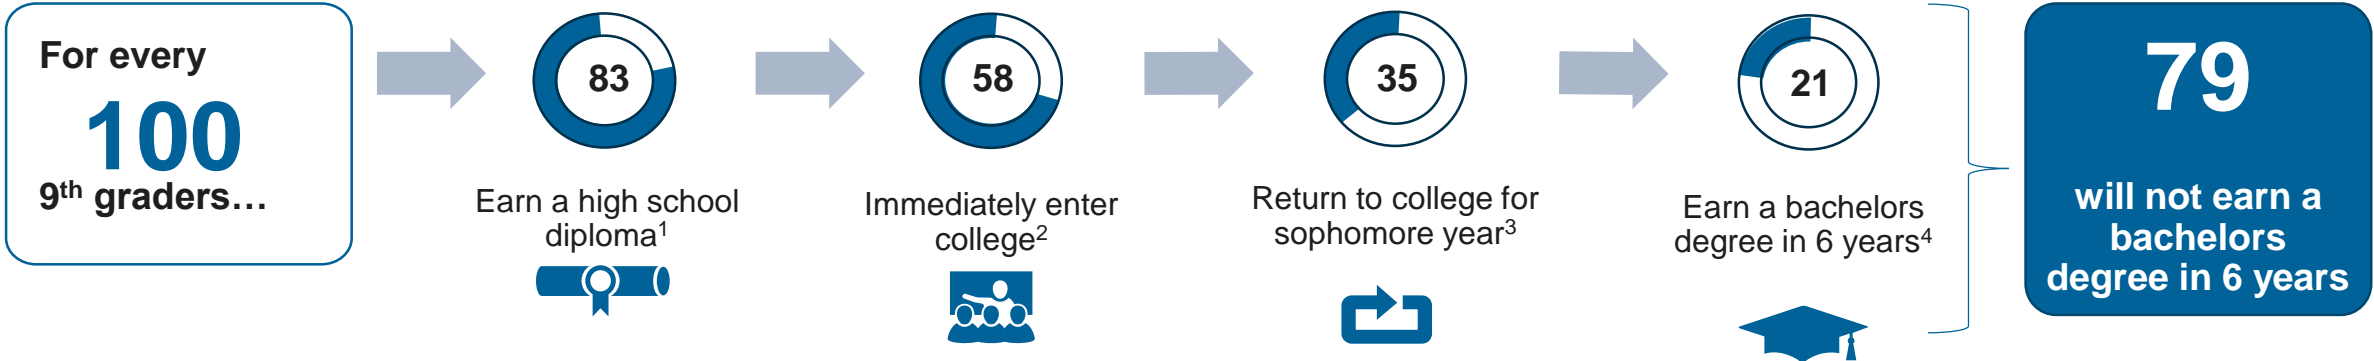 For every
100
9th graders…
83
Earn a high school
diploma1
58
Immediately enter
college2
35
Return to college for
sophomore year3
21
Earn a bachelors
degree in 6 years4
79
will not earn a
bachelors
degree in 6 years